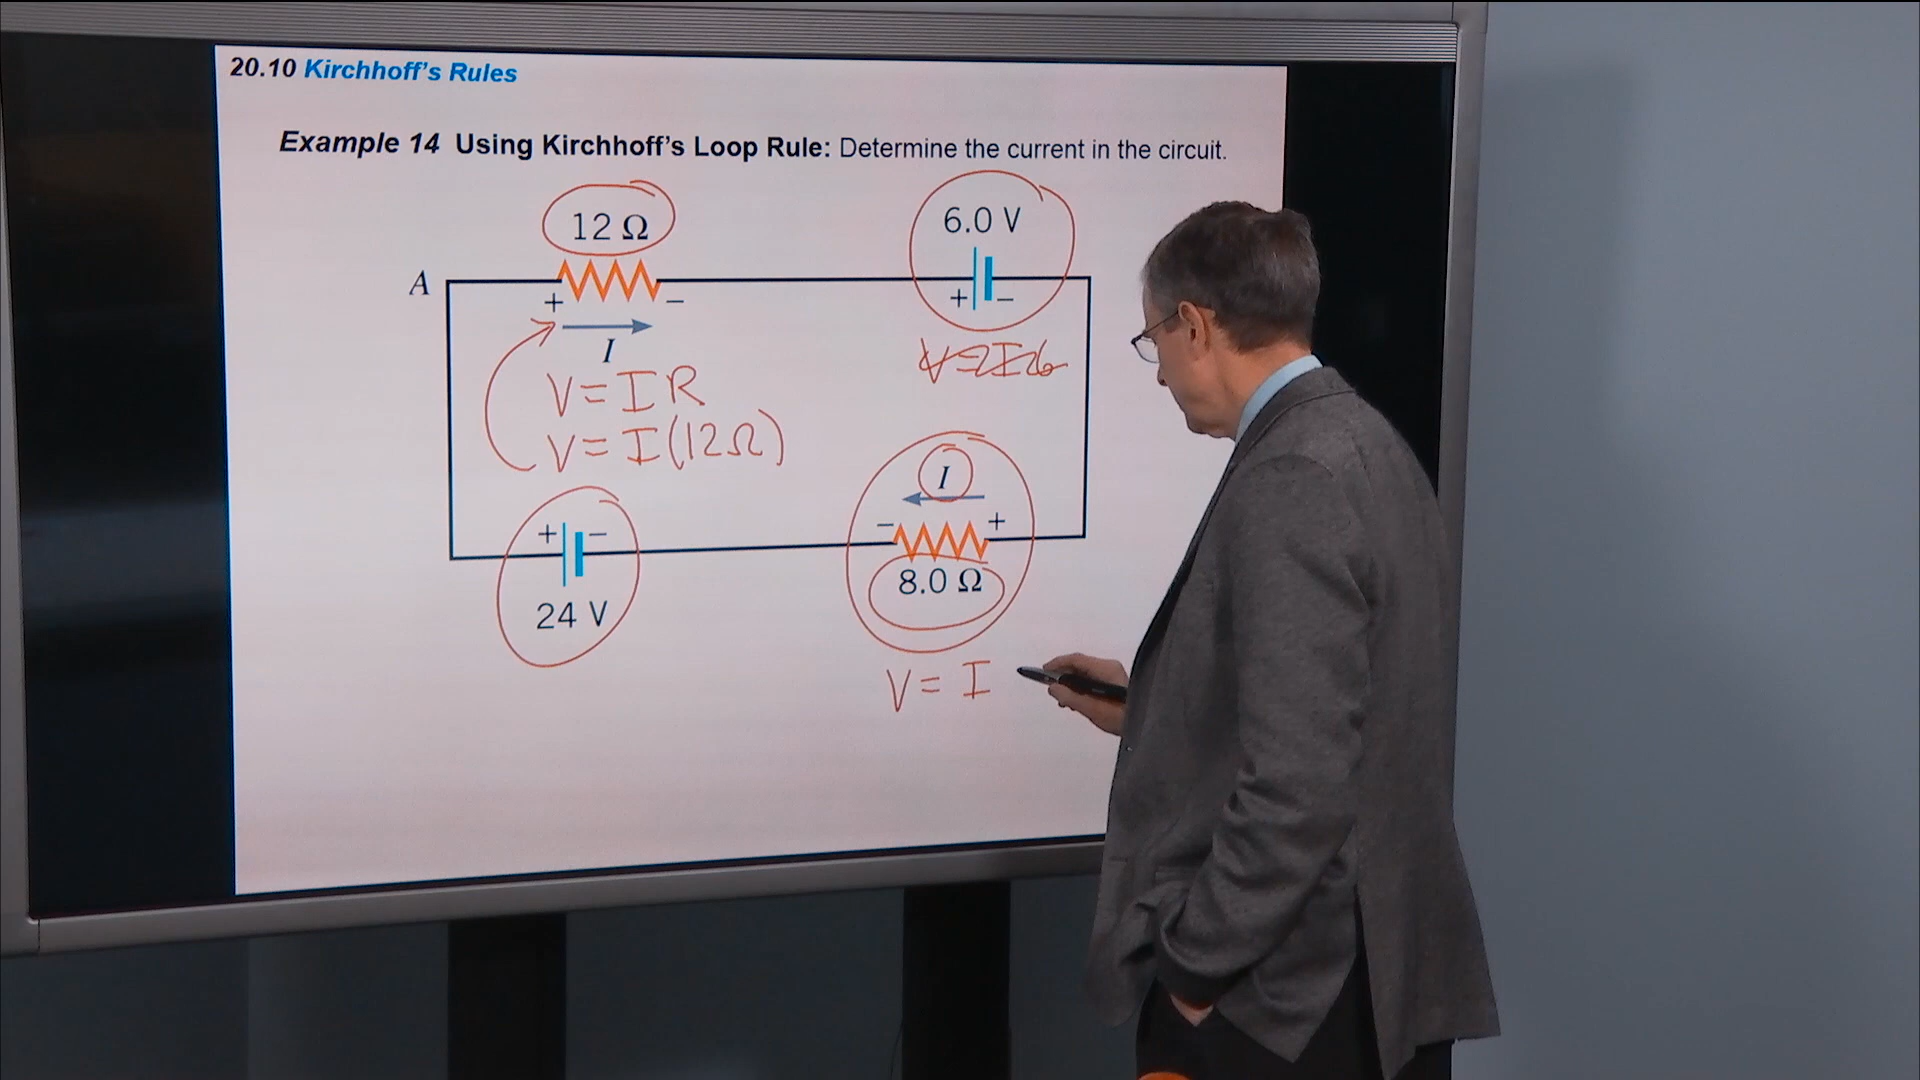 20.10 Kirchhoff's Rules
Example 14 Using Kirchhoff's Loop Rule: Determine the current in the circuit.
12 Ω
6.0 V
A
+ −
+ −
I
V = I R
V = I (12Ω)
I
+ −
− +
24 V
8.0 Ω
V = I